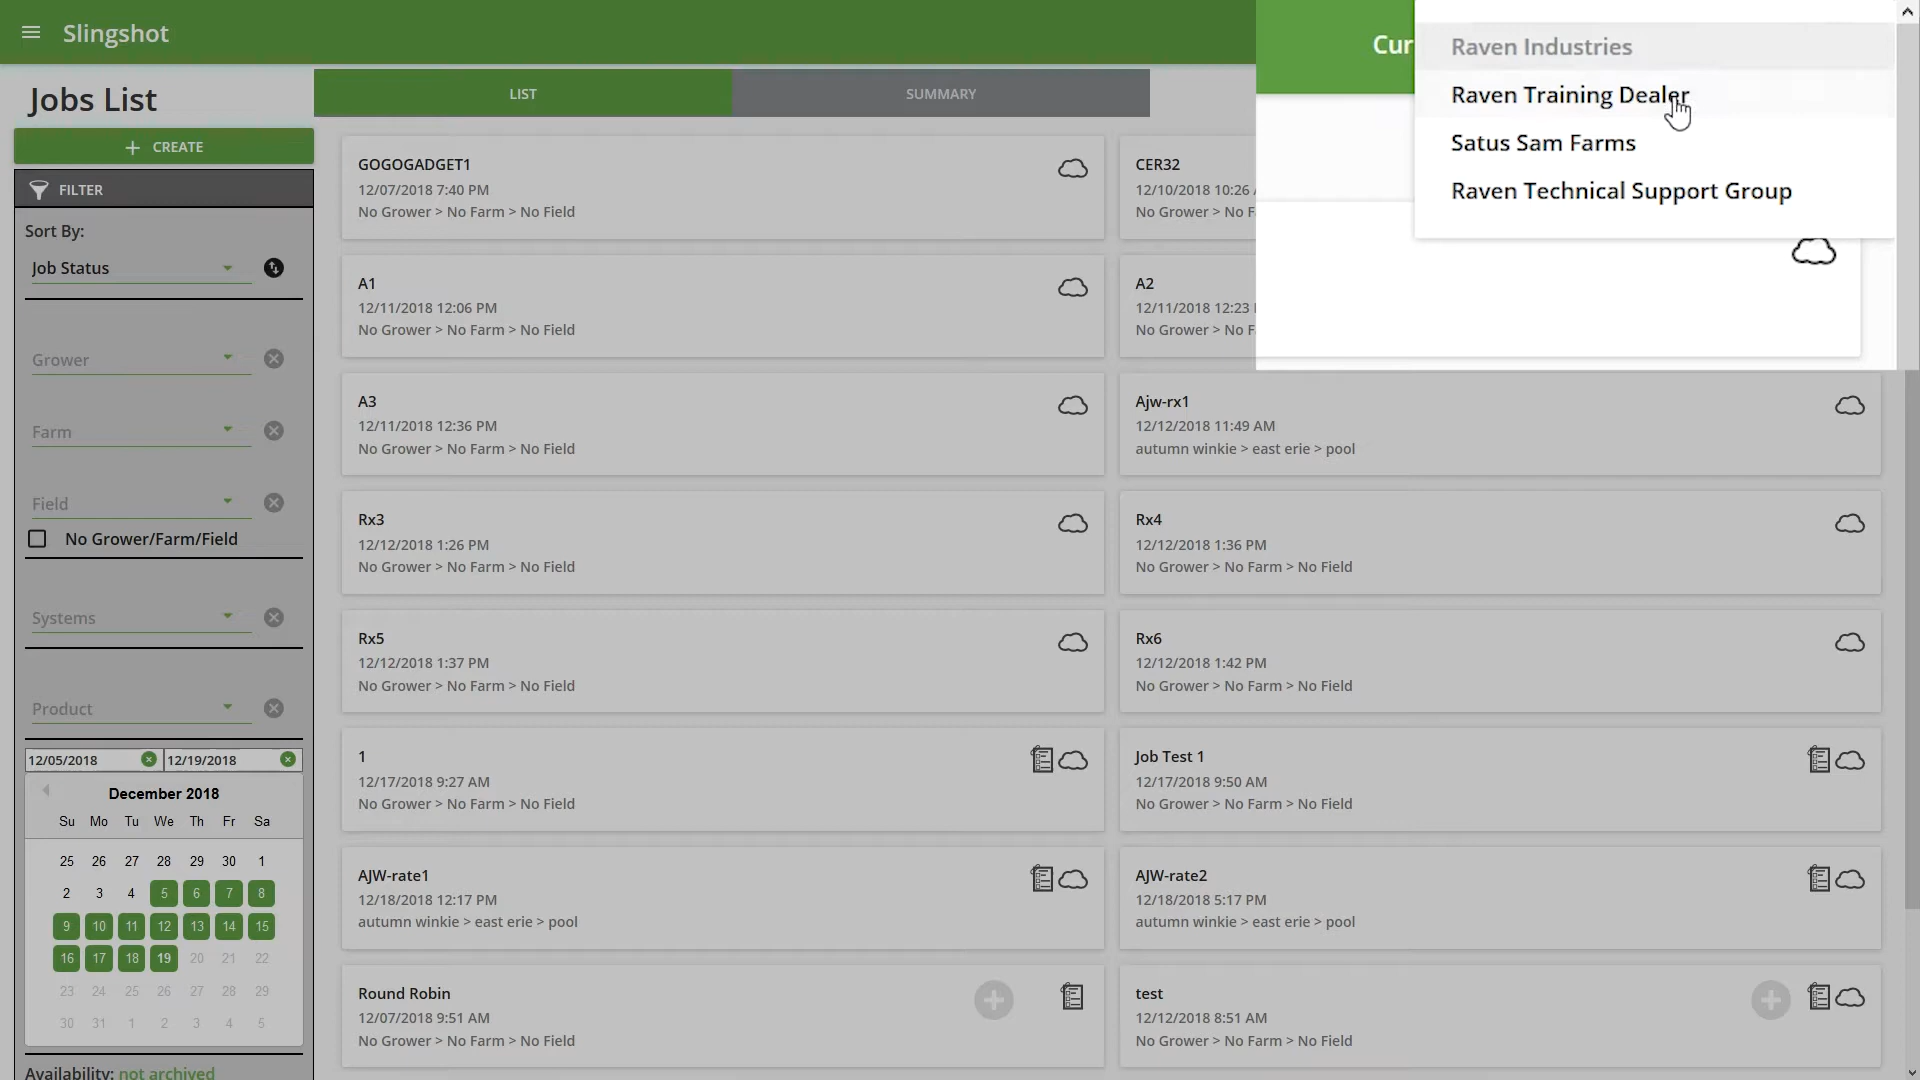 Slingshot
Cur
Raven Industries
Raven Training Dealer
Satus Sam Farms
Raven Technical Support Group
Jobs List
LIST
SUMMARY
+ CREATE
FILTER
Sort By:
Job Status
Grower
Farm
Field
No Grower/Farm/Field
Systems
Product
12/05/2018
12/19/2018
December 2018
Su Mo Tu We Th Fr Sa
25 26 27 28 29 30 1
2 3 4 5 6 7 8
9 10 11 12 13 14 15
16 17 18 19 20 21 22
23 24 25 26 27 28 29
30 31 1 2 3 4 5
Availability: not archived
GOGOGADGET1
12/07/2018 7:40 PM
No Grower > No Farm > No Field
CER32
12/10/2018 10:26
No Grower > No F
A1
12/11/2018 12:06 PM
No Grower > No Farm > No Field
A2
12/11/2018 12:23
No Grower > No F
A3
12/11/2018 12:36 PM
No Grower > No Farm > No Field
Ajw-rx1
12/12/2018 11:49 AM
autumn winkie > east erie > pool
Rx3
12/12/2018 1:26 PM
No Grower > No Farm > No Field
Rx4
12/12/2018 1:36 PM
No Grower > No Farm > No Field
Rx5
12/12/2018 1:37 PM
No Grower > No Farm > No Field
Rx6
12/12/2018 1:42 PM
No Grower > No Farm > No Field
1
12/17/2018 9:27 AM
No Grower > No Farm > No Field
Job Test 1
12/17/2018 9:50 AM
No Grower > No Farm > No Field
AJW-rate1
12/18/2018 12:17 PM
autumn winkie > east erie > pool
AJW-rate2
12/18/2018 5:17 PM
autumn winkie > east erie > pool
Round Robin
12/07/2018 9:51 AM
No Grower > No Farm > No Field
test
12/12/2018 8:51 AM
No Grower > No Farm > No Field